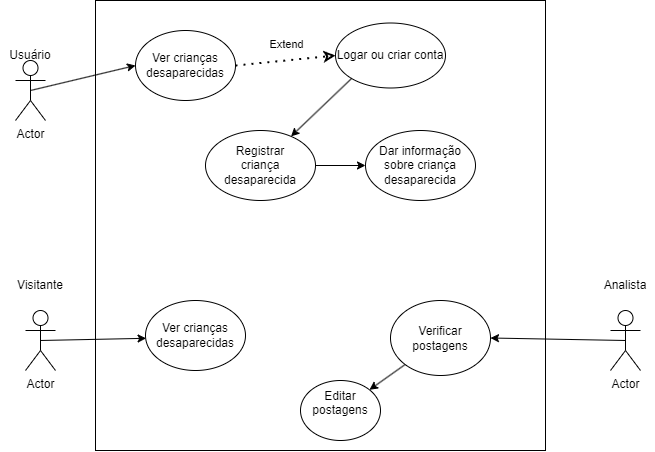 Usuário
Actor
Ver crianças
desaparecidas
Extend
Logar ou criar conta
Registrar
criança
desaparecida
Dar informação
sobre criança
desaparecida
Visitante
Actor
Ver crianças
desaparecidas
Verificar
postagens
Editar
postagens
Analista
Actor